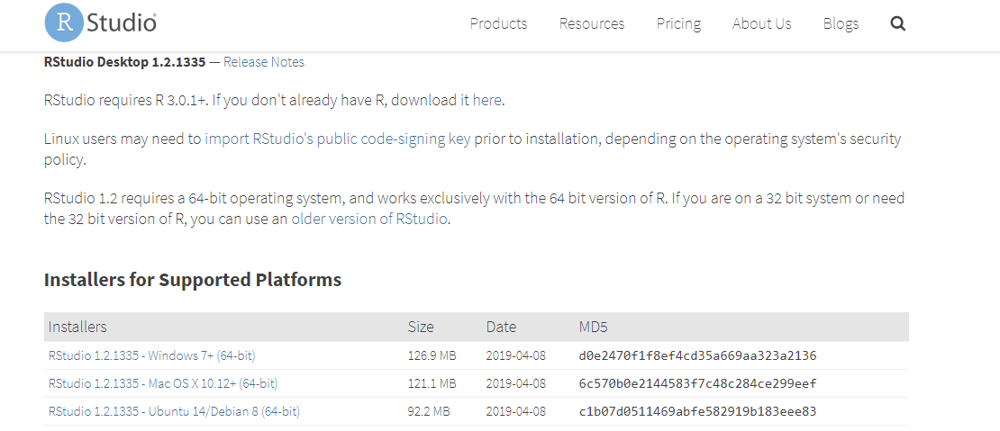 R Studio®
Products Resources Pricing About Us Blogs
RStudio Desktop 1.2.1335 — Release Notes
RStudio requires R 3.0.1+. If you don't already have R, download it here.
Linux users may need to import RStudio's public code-signing key prior to installation, depending on the operating system's security
policy.
RStudio 1.2 requires a 64-bit operating system, and works exclusively with the 64 bit version of R. If you are on a 32 bit system or need
the 32 bit version of R, you can use an older version of RStudio.
Installers for Supported Platforms
Installers Size Date MD5
RStudio 1.2.1335 - Windows 7+ (64-bit) 126.9 MB 2019-04-08 d0e2470f1f8ef4cd35a669aa323a2136
RStudio 1.2.1335 - Mac OS X 10.12+ (64-bit) 121.1 MB 2019-04-08 6c570b0e2144583f7c48c284ce299eef
RStudio 1.2.1335 - Ubuntu 14/Debian 8 (64-bit) 92.2 MB 2019-04-08 c1b07d0511469abfe582919b183eee83